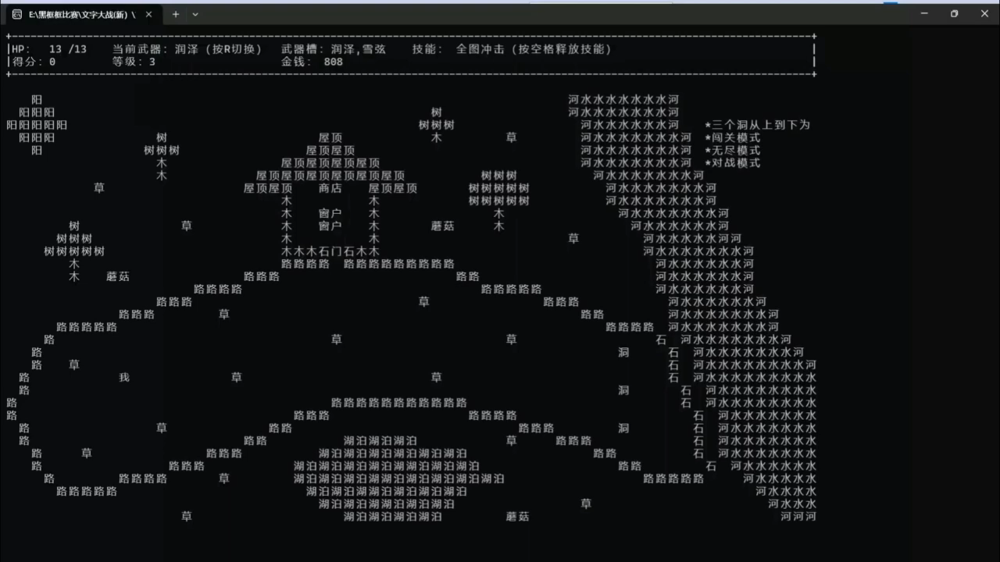 E:\黑框框比赛\文字大战(新) \
HP: 13 /13 当前武器: 润泽 (按R切换) 武器槽: 润泽,雪弦 技能: 全图冲击 (按空格释放技能)
得分: 0 等级: 3 金钱: 808
阳 河水水水水水水水河
阳阳阳 树 河水水水水水水水河
阳阳阳阳阳 树树树 河水水水水水水河 *三个洞从上到下为
阳阳阳 树 屋顶 木 草 河水水水水水水水河 *闯关模式
阳 树树树 屋顶屋顶 河水水水水水水水河 *无尽模式
木 屋顶屋顶屋顶屋顶 河水水水水水水水河 *对战模式
木 屋顶屋顶屋顶屋顶屋顶屋顶 树树树 河水水水水水水水河
草 屋顶屋顶 商店 屋顶屋顶 树树树树树 河水水水水水水水河
木 木 树树树树树 河水水水水水水水河
木 窗户 木 木 河水水水水水水水河
树 草 木 窗户 木 蘑菇 木 河水水水水水水河
树树树 木 木 草 河水水水水水水河
树树树树树 木木木石门石木木 河水水水水水水水河
木 路路路路 路路路路路路路路路 河水水水水水水河
木 蘑菇 路路路 路路 河水水水水水水河
路路路路 路路路路路 河水水水水水水河
路路路 草 路路路 河水水水水水水河
路路路 草 路路 河水水水水水水水河
路路路路路 路路路路 河水水水水水水水河
路 草 草 石 河水水水水水水水河
路 洞 石 河水水水水水水水河
路 草 石 河水水水水水水水水河
路 我 草 草 石 河水水水水水水水水水
路 洞 石 河水水水水水水水水
路 路路路路路路路路路路路 石 河水水水水水水水水
路 路路路 路路路路 石 河水水水水水水水
路 草 路路 路路路 洞 石 河水水水水水水水
路 路路 湖泊湖泊湖泊 草 路路路 石 河水水水水水水水
路 草 路路路 湖泊湖泊湖泊湖泊湖泊湖泊 路路 石 河水水水水水水水
路 路路路 湖泊湖泊湖泊湖泊湖泊湖泊湖泊 路路 石 河水水水水水水
路 路路路路 草 湖泊湖泊湖泊湖泊湖泊湖泊湖泊湖泊 路路路路路 河水水水水水
路路路路路 湖泊湖泊湖泊湖泊湖泊湖泊 河水水水水
湖泊湖泊湖泊湖泊湖泊 草 河水水水
草 湖泊湖泊湖泊湖泊 蘑菇 河河河